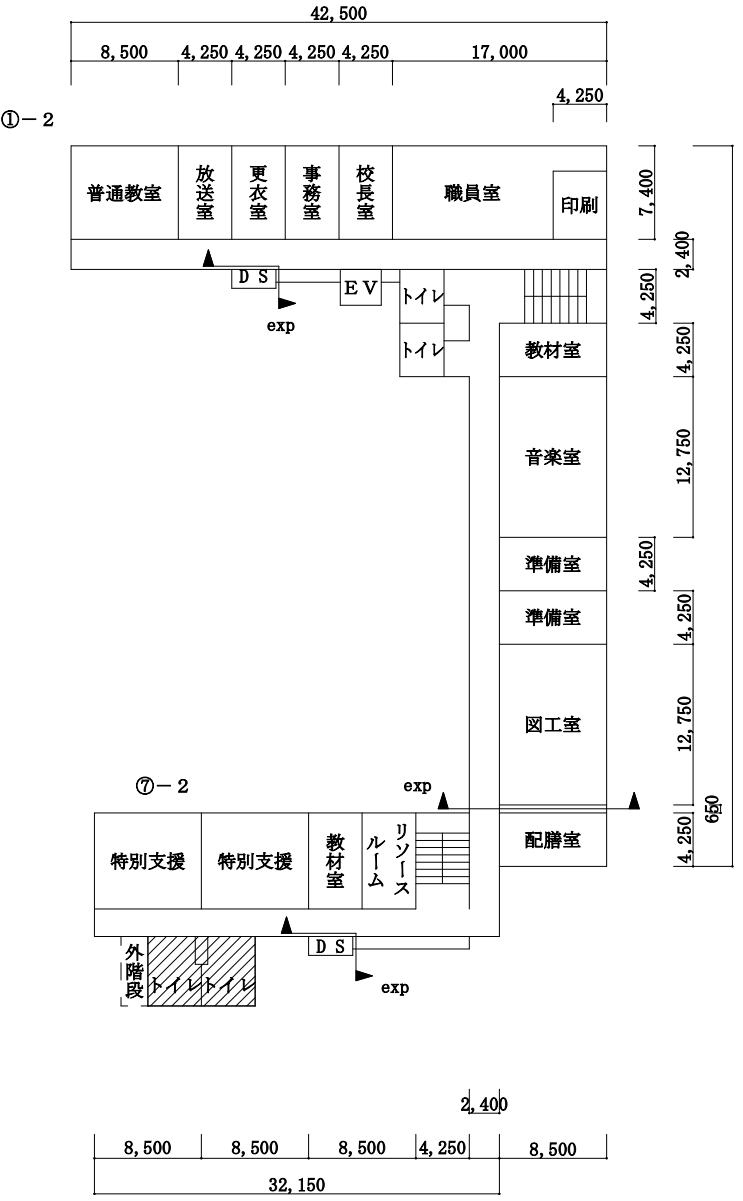 42,500
8,500 4,250 4,250 4,250 4,250 17,000
4,250
①－２
普通教室 放送室 更衣室 事務室 校長室 職員室 印刷
7,400
2,400
ＤＳ ＥＶ トイレ
4,250
exp
トイレ 教材室
4,250
音楽室
12,750
準備室
4,250
準備室
4,250
図工室
12,750
⑦－２
exp
650
特別支援 特別支援 教材室 リソースルーム 配膳室
4,250
外階段 トイレ トイレ ＤＳ
exp
2,400
8,500 8,500 8,500 4,250 8,500
32,150